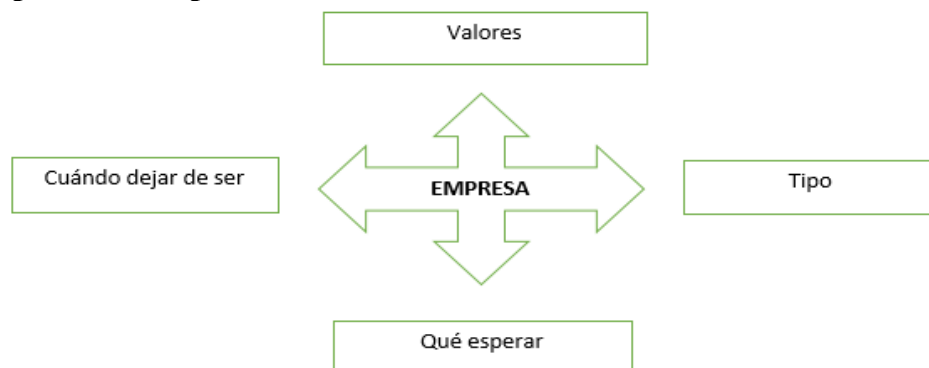 Valores
Cuándo dejar de ser
EMPRESA
Tipo
Qué esperar